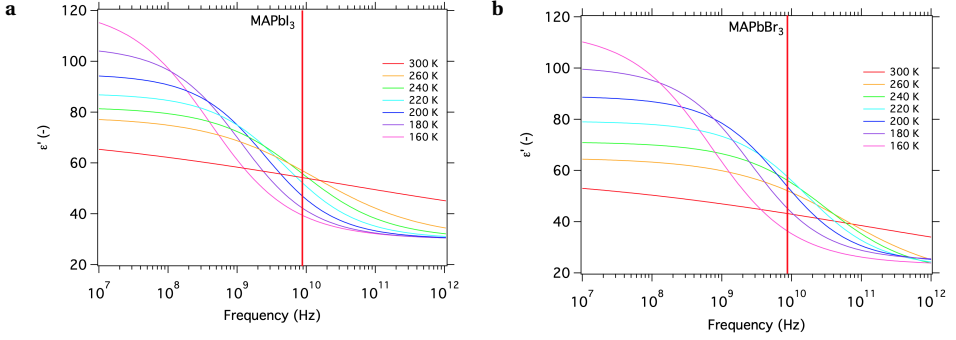 a
120
100
80
60
40
20
ε' (-)
MAPbI3
300 K
260 K
240 K
220 K
200 K
180 K
160 K
10^7
10^8
10^9
10^10
10^11
10^12
Frequency (Hz)
b
120
100
80
60
40
20
ε' (-)
MAPbBr3
300 K
260 K
240 K
220 K
200 K
180 K
160 K
10^7
10^8
10^9
10^10
10^11
10^12
Frequency (Hz)